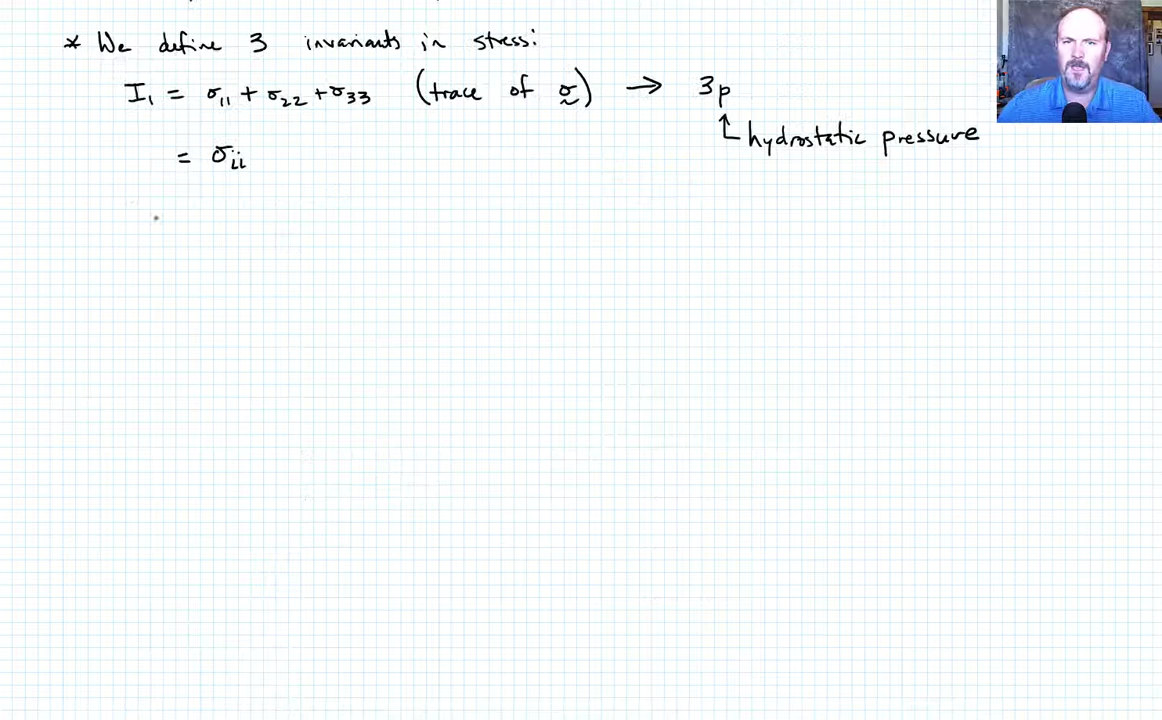 * We define 3 invariants in stress:
I₁ = σ₁₁ + σ₂₂ + σ₃₃ (trace of σ̰) → 3p
↑ hydrostatic pressure
= σᵢᵢ